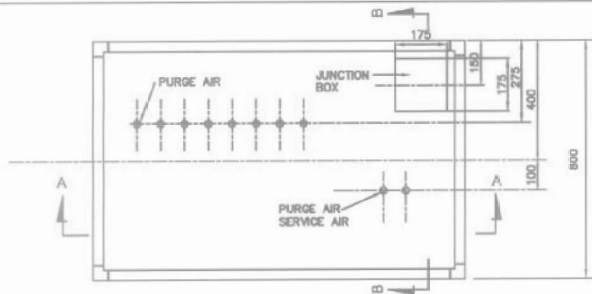 B
175
PURGE AIR
JUNCTION
BOX
150
175
275
400
800
A
A
100
PURGE AIR
SERVICE AIR
B